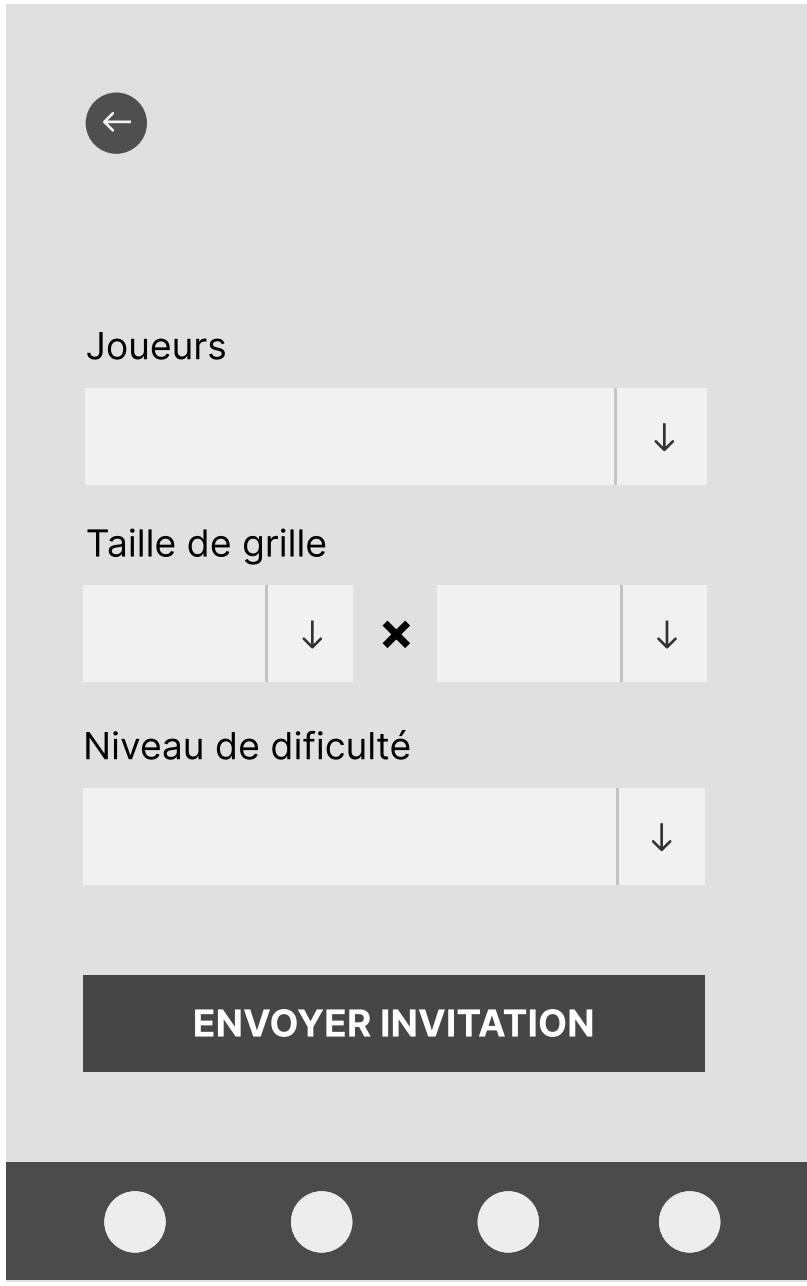 Joueurs
Taille de grille
×
Niveau de dificulté
ENVOYER INVITATION